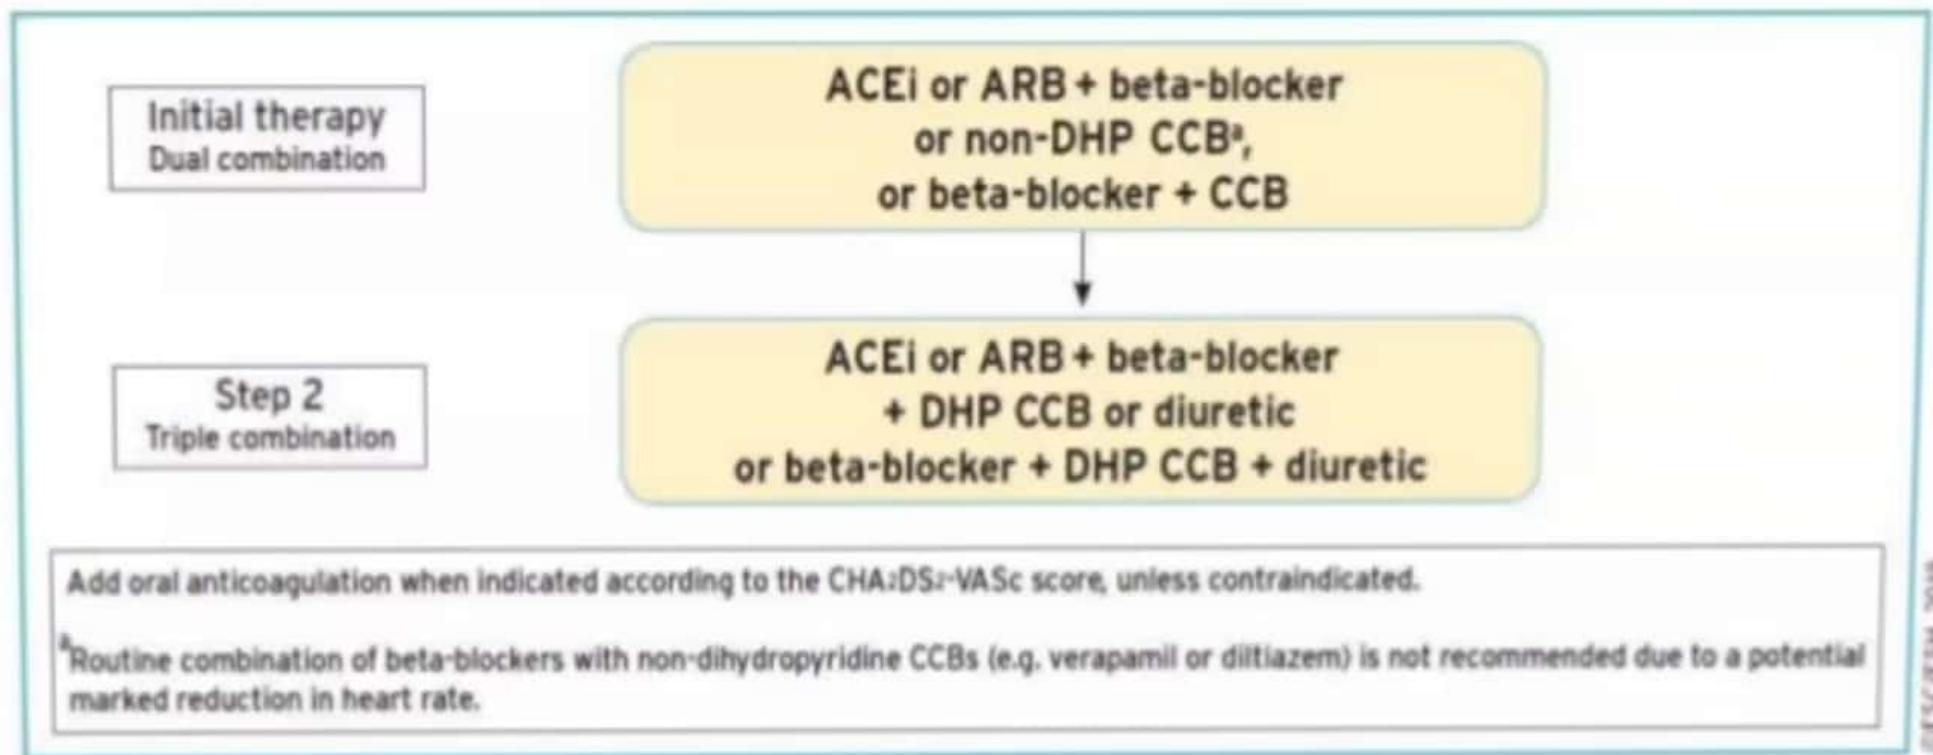 Initial therapy
Dual combination
ACEi or ARB + beta-blocker
or non-DHP CCBª,
or beta-blocker + CCB
Step 2
Triple combination
ACEi or ARB + beta-blocker
+ DHP CCB or diuretic
or beta-blocker + DHP CCB + diuretic
Add oral anticoagulation when indicated according to the CHA₂DS₂-VASc score, unless contraindicated.
ªRoutine combination of beta-blockers with non-dihydropyridine CCBs (e.g. verapamil or diltiazem) is not recommended due to a potential
marked reduction in heart rate.